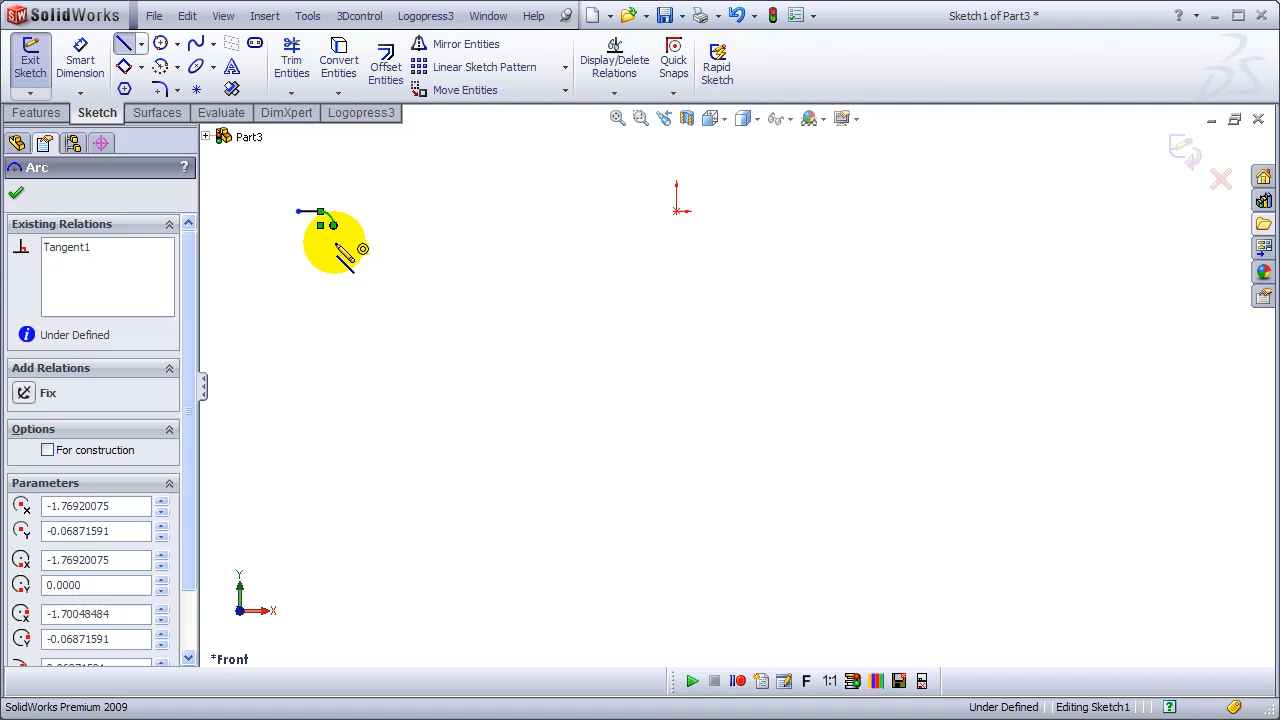 SolidWorks
File Edit View Insert Tools 3Dcontrol Logopress3 Window Help
Sketch1 of Part3 *
Exit Sketch
Smart Dimension
Trim Entities
Convert Entities
Offset Entities
Mirror Entities
Linear Sketch Pattern
Move Entities
Display/Delete Relations
Quick Snaps
Rapid Sketch
Features Sketch Surfaces Evaluate DimXpert Logopress3
Part3
Arc ?
Existing Relations
Tangent1
Under Defined
Add Relations
Fix
Options
For construction
Parameters
-1.76920075
-0.06871591
-1.76920075
0.0000
-1.70048484
-0.06871591
Y
X
*Front
F 1:1
SolidWorks Premium 2009
Under Defined Editing Sketch1